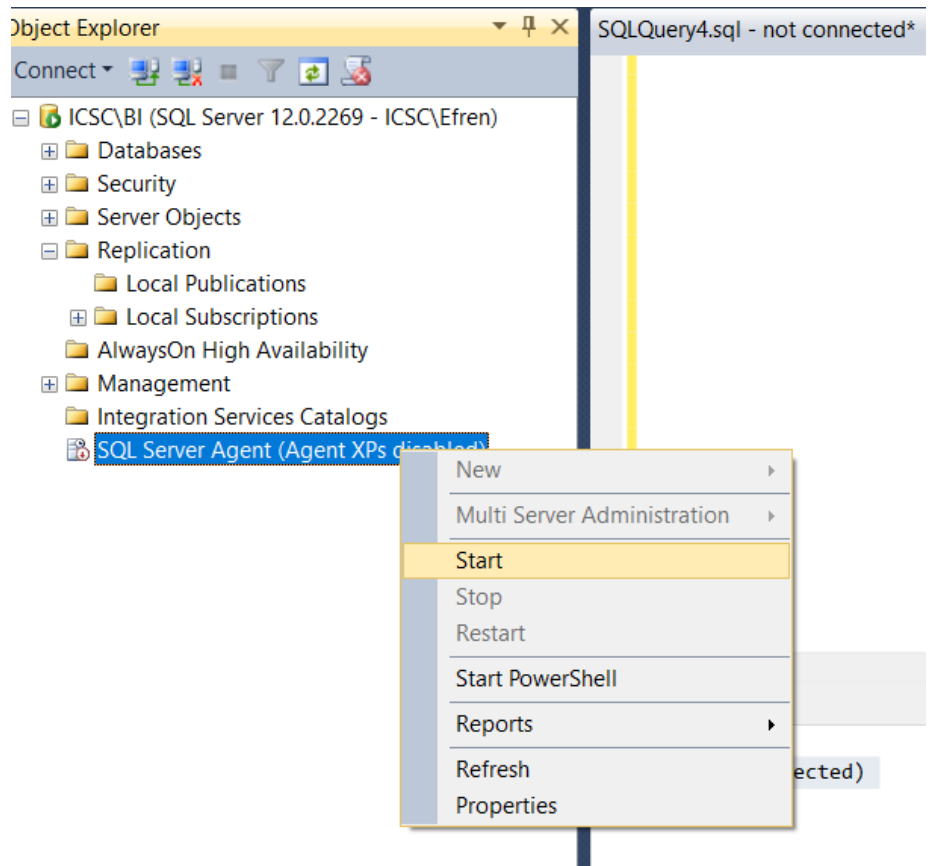 Object Explorer
SQLQuery4.sql - not connected*
Connect
ICSC\BI (SQL Server 12.0.2269 - ICSC\Efren)
Databases
Security
Server Objects
Replication
Local Publications
Local Subscriptions
AlwaysOn High Availability
Management
Integration Services Catalogs
SQL Server Agent (Agent XPs disabled)
New
Multi Server Administration
Start
Stop
Restart
Start PowerShell
Reports
Refresh
ected)
Properties